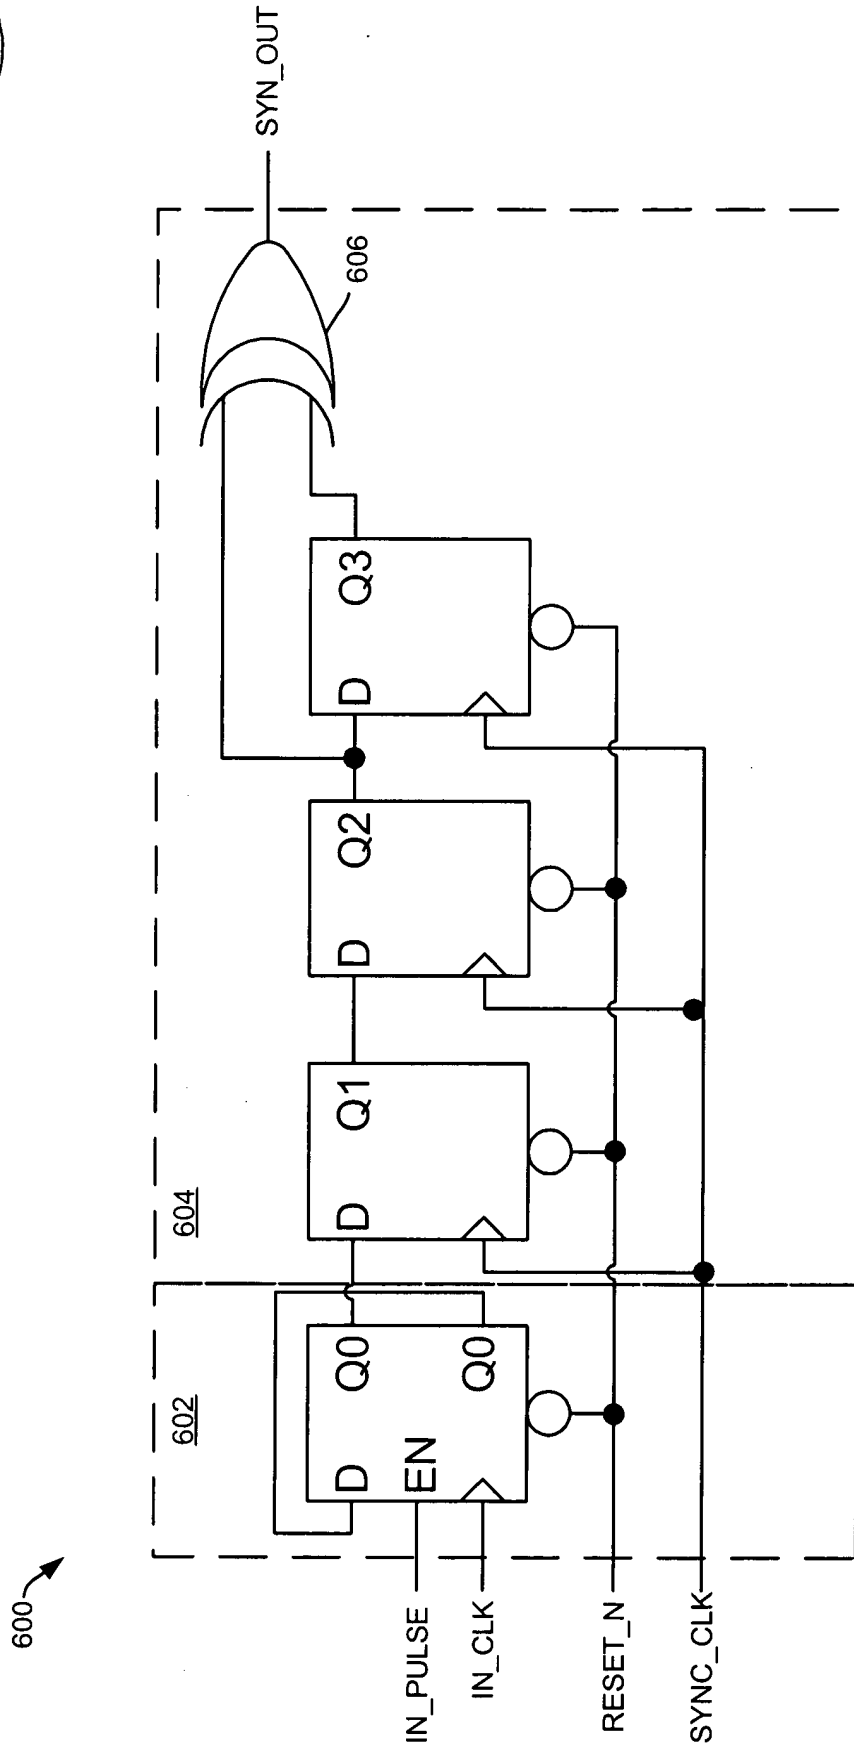 600
602
604
606
SYN_OUT
D
Q0
EN
Q0
D
Q1
D
Q2
D
Q3
IN_PULSE
IN_CLK
RESET_N
SYNC_CLK